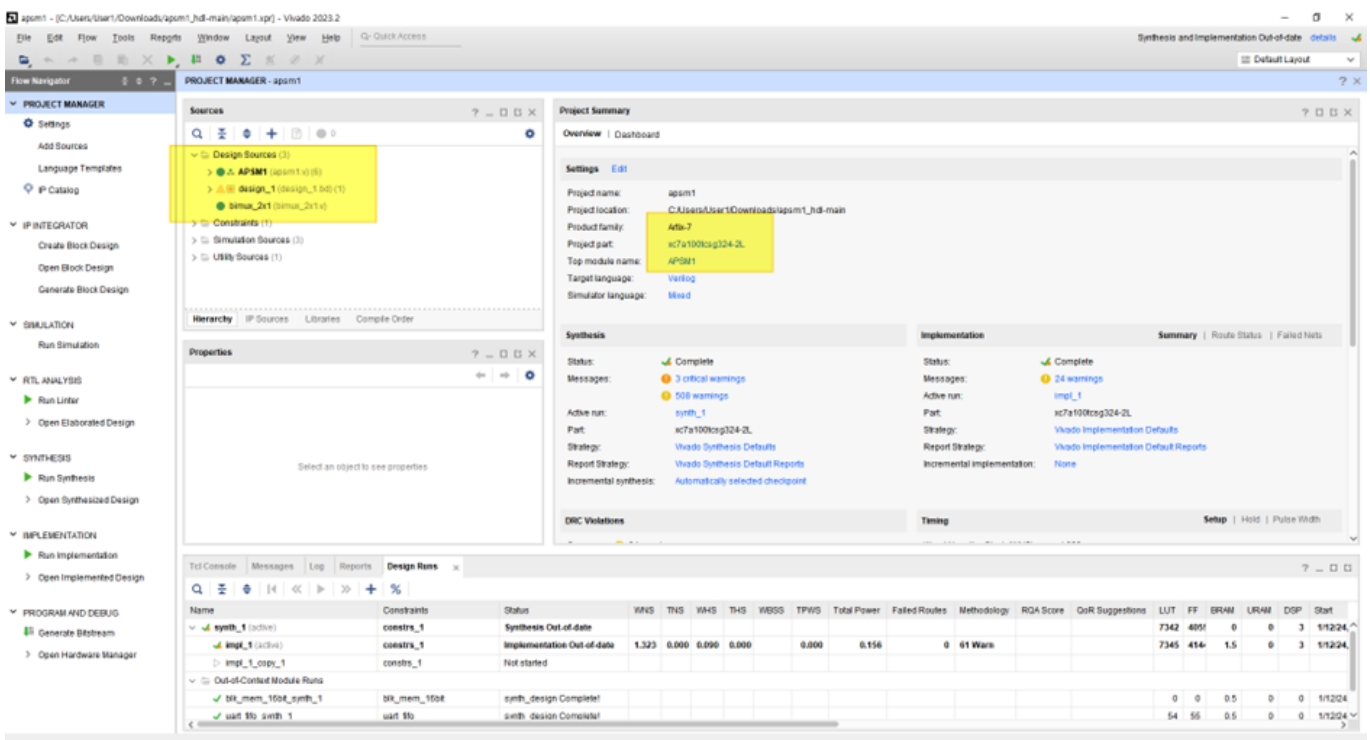 apsm1 - [C:/Users/User1/Downloads/apsm1_hdl-main/apsm1.xpr] - Vivado 2023.2
File Edit Flow Tools Reports Window Layout View Help Quick Access
Synthesis and Implementation Out-of-date details
Default Layout
Flow Navigator
PROJECT MANAGER - apsm1
PROJECT MANAGER
Settings
Add Sources
Language Templates
IP Catalog
IP INTEGRATOR
Create Block Design
Open Block Design
Generate Block Design
SIMULATION
Run Simulation
RTL ANALYSIS
Run Linter
Open Elaborated Design
SYNTHESIS
Run Synthesis
Open Synthesized Design
IMPLEMENTATION
Run Implementation
Open Implemented Design
PROGRAM AND DEBUG
Generate Bitstream
Open Hardware Manager
Sources
0
Design Sources (3)
APSM1 (apsm1.v) (6)
design_1 (design_1.bd) (1)
bimux_2x1 (bimux_2x1.v)
Constraints (1)
Simulation Sources (3)
Utility Sources (1)
Hierarchy IP Sources Libraries Compile Order
Properties
Select an object to see properties
Project Summary
Overview | Dashboard
Settings Edit
Project name: apsm1
Project location: C:/Users/User1/Downloads/apsm1_hdl-main
Product family: Artix-7
Project part: xc7a100tcsg324-2L
Top module name: APSM1
Target language: Verilog
Simulator language: Mixed
Synthesis
Status: Complete
Messages: 3 critical warnings
508 warnings
Active run: synth_1
Part: xc7a100tcsg324-2L
Strategy: Vivado Synthesis Defaults
Report Strategy: Vivado Synthesis Default Reports
Incremental synthesis: Automatically selected checkpoint
Implementation Summary | Route Status | Failed Nets
Status: Complete
Messages: 24 warnings
Active run: impl_1
Part: xc7a100tcsg324-2L
Strategy: Vivado Implementation Defaults
Report Strategy: Vivado Implementation Default Reports
Incremental implementation: None
DRC Violations
Timing Setup | Hold | Pulse Width
Tcl Console Messages Log Reports Design Runs
Name Constraints Status WNS TNS WHS THS WBSS TPWS Total Power Failed Routes Methodology RQA Score QoR Suggestions LUT FF BRAM URAM DSP Start
synth_1 (active) constrs_1 Synthesis Out-of-date 7342 405 0 0 3 1/12/24,
impl_1 (active) constrs_1 Implementation Out-of-date 1.323 0.000 0.090 0.000 0.000 0.156 0 61 Warn 7345 414 1.5 0 3 1/12/24,
impl_1_copy_1 constrs_1 Not started
Out-of-Context Module Runs
blk_mem_16bit_synth_1 blk_mem_16bit synth_design Complete! 0 0 0.5 0 0 1/12/24
uart_fifo_synth_1 uart_fifo synth_design Complete! 54 55 0.5 0 0 1/12/24